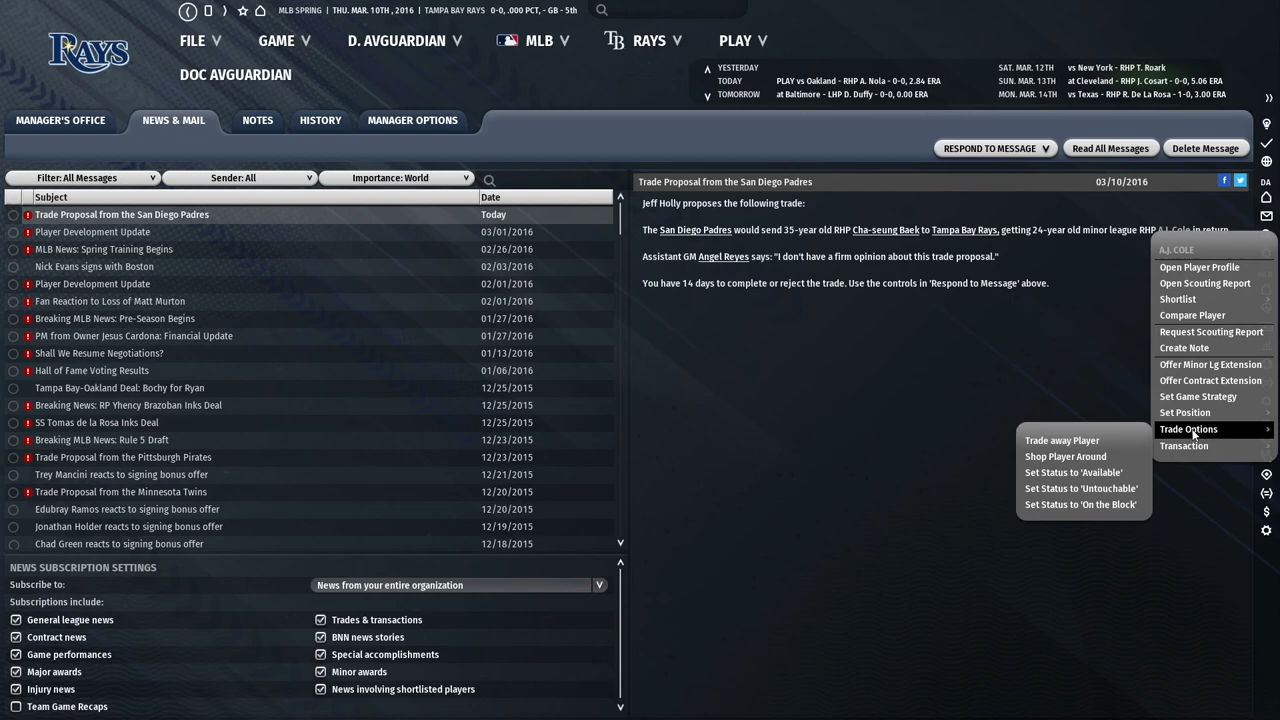 MLB SPRING | THU. MAR. 10TH , 2016 | TAMPA BAY RAYS 0-0, .000 PCT, - GB - 5th
RAYS
FILE GAME D. AVGUARDIAN MLB TB RAYS PLAY
DOC AVGUARDIAN
YESTERDAY
TODAY PLAY vs Oakland - RHP A. Nola - 0-0, 2.84 ERA
TOMORROW at Baltimore - LHP D. Duffy - 0-0, 0.00 ERA
SAT. MAR. 12TH vs New York - RHP T. Roark
SUN. MAR. 13TH at Cleveland - RHP J. Cosart - 0-0, 5.06 ERA
MON. MAR. 14TH vs Texas - RHP R. De La Rosa - 1-0, 3.00 ERA
MANAGER'S OFFICE NEWS & MAIL NOTES HISTORY MANAGER OPTIONS
RESPOND TO MESSAGE Read All Messages Delete Message
Filter: All Messages Sender: All Importance: World
Subject Date
Trade Proposal from the San Diego Padres Today
Player Development Update 03/01/2016
MLB News: Spring Training Begins 02/26/2016
Nick Evans signs with Boston 02/03/2016
Player Development Update 02/01/2016
Fan Reaction to Loss of Matt Murton 02/01/2016
Breaking MLB News: Pre-Season Begins 01/27/2016
PM from Owner Jesus Cardona: Financial Update 01/27/2016
Shall We Resume Negotiations? 01/13/2016
Hall of Fame Voting Results 01/06/2016
Tampa Bay-Oakland Deal: Bochy for Ryan 12/25/2015
Breaking News: RP Yhency Brazoban Inks Deal 12/25/2015
SS Tomas de la Rosa Inks Deal 12/25/2015
Breaking MLB News: Rule 5 Draft 12/23/2015
Trade Proposal from the Pittsburgh Pirates 12/23/2015
Trey Mancini reacts to signing bonus offer 12/23/2015
Trade Proposal from the Minnesota Twins 12/20/2015
Edubray Ramos reacts to signing bonus offer 12/20/2015
Jonathan Holder reacts to signing bonus offer 12/19/2015
Chad Green reacts to signing bonus offer 12/18/2015
NEWS SUBSCRIPTION SETTINGS
Subscribe to: News from your entire organization
Subscriptions include:
General league news Trades & transactions
Contract news BNN news stories
Game performances Special accomplishments
Major awards Minor awards
Injury news News involving shortlisted players
Team Game Recaps
Trade Proposal from the San Diego Padres 03/10/2016
Jeff Holly proposes the following trade:
The San Diego Padres would send 35-year old RHP Cha-seung Baek to Tampa Bay Rays, getting 24-year old minor league RHP A.J. Cole in return.
Assistant GM Angel Reyes says: "I don't have a firm opinion about this trade proposal."
You have 14 days to complete or reject the trade. Use the controls in 'Respond to Message' above.
A.J. COLE
Open Player Profile
Open Scouting Report
Shortlist
Compare Player
Request Scouting Report
Create Note
Offer Minor Lg Extension
Offer Contract Extension
Set Game Strategy
Set Position
Trade Options
Transaction
Trade away Player
Shop Player Around
Set Status to 'Available'
Set Status to 'Untouchable'
Set Status to 'On the Block'
DA